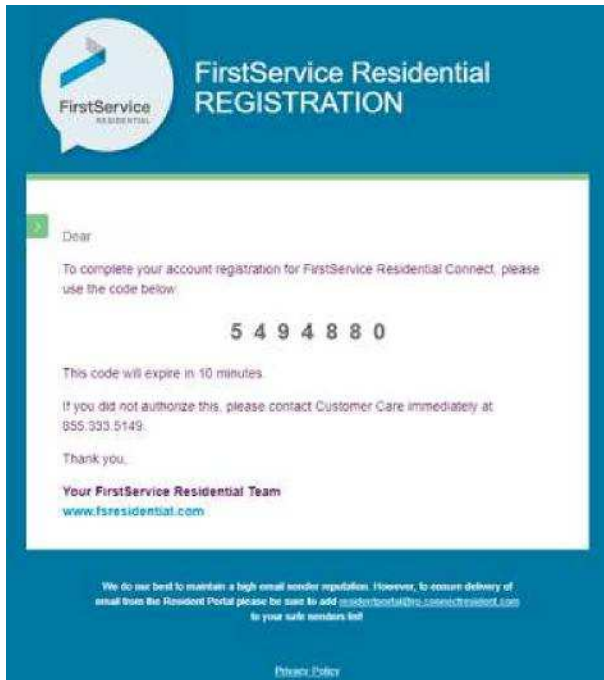 FirstService
RESIDENTIAL
FirstService Residential
REGISTRATION
Dear
To complete your account registration for FirstService Residential Connect, please
use the code below:
5 4 9 4 8 8 0
This code will expire in 10 minutes.
If you did not authorize this, please contact Customer Care immediately at
855.333.5149.
Thank you,
Your FirstService Residential Team
www.fsresidential.com
We do our best to maintain a high email sender reputation. However, to ensure delivery of
email from the Resident Portal please be sure to add
to your safe senders list!
Privacy Policy